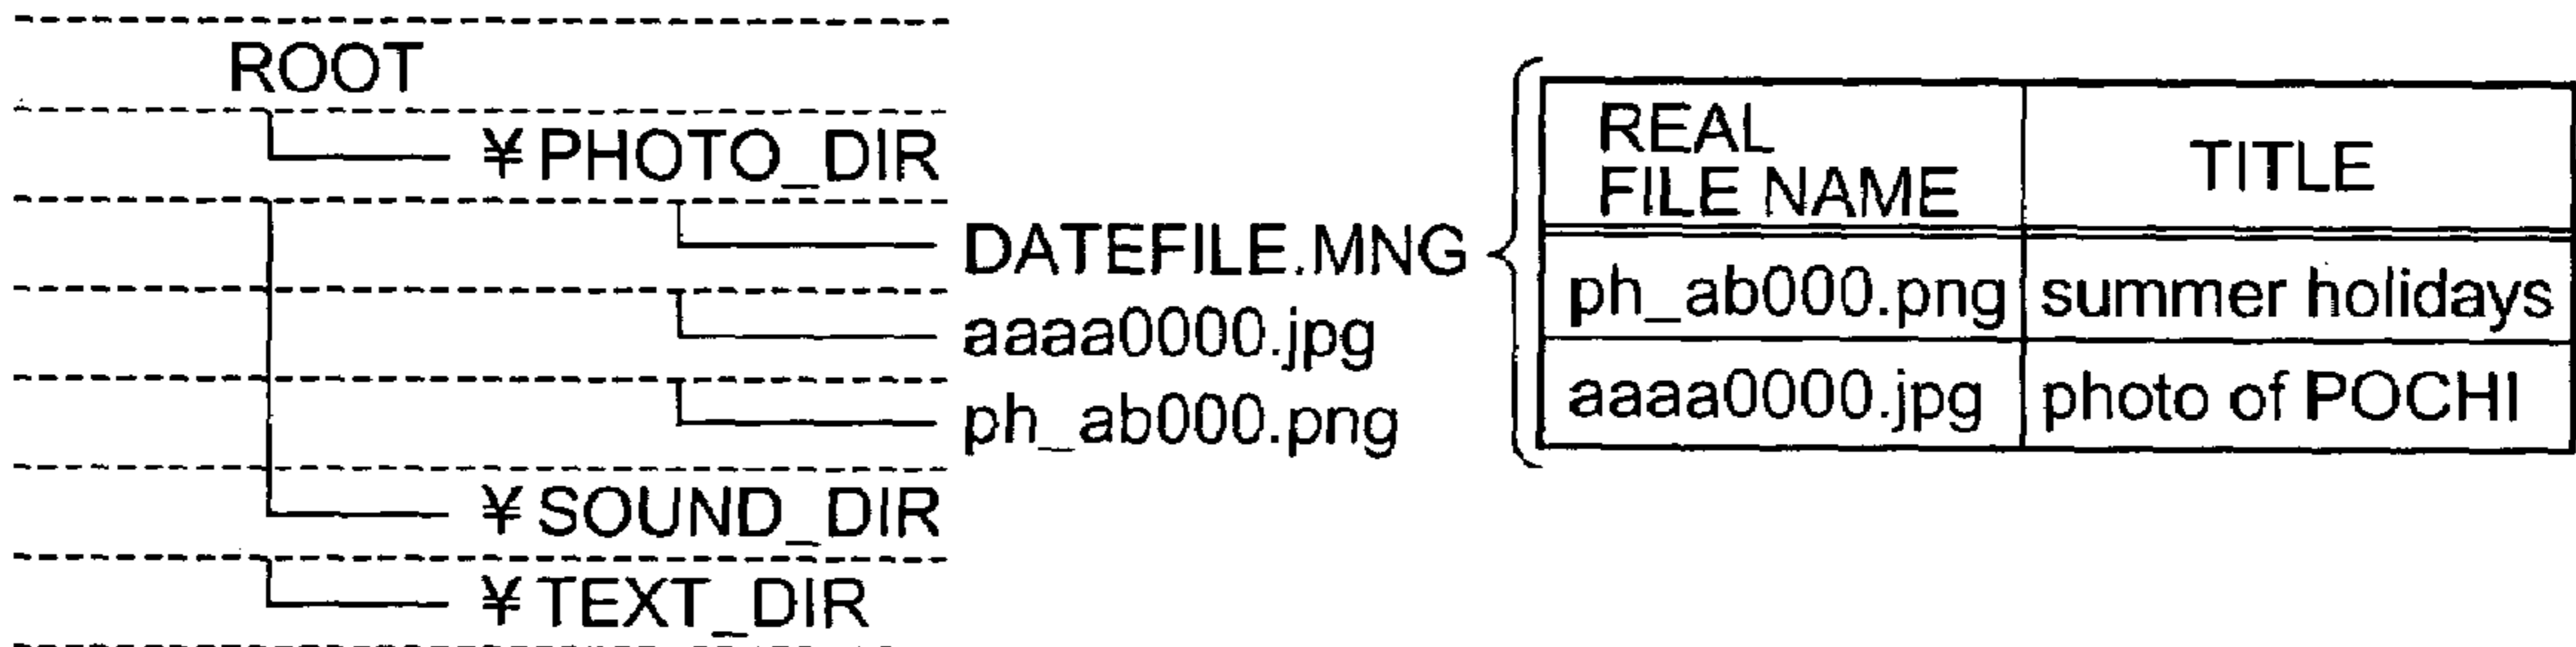 ROOT
¥PHOTO_DIR
DATEFILE.MNG
aaaa0000.jpg
ph_ab000.png
¥SOUND_DIR
¥TEXT_DIR
REAL
FILE NAME
TITLE
ph_ab000.png
summer holidays
aaaa0000.jpg
photo of POCHI